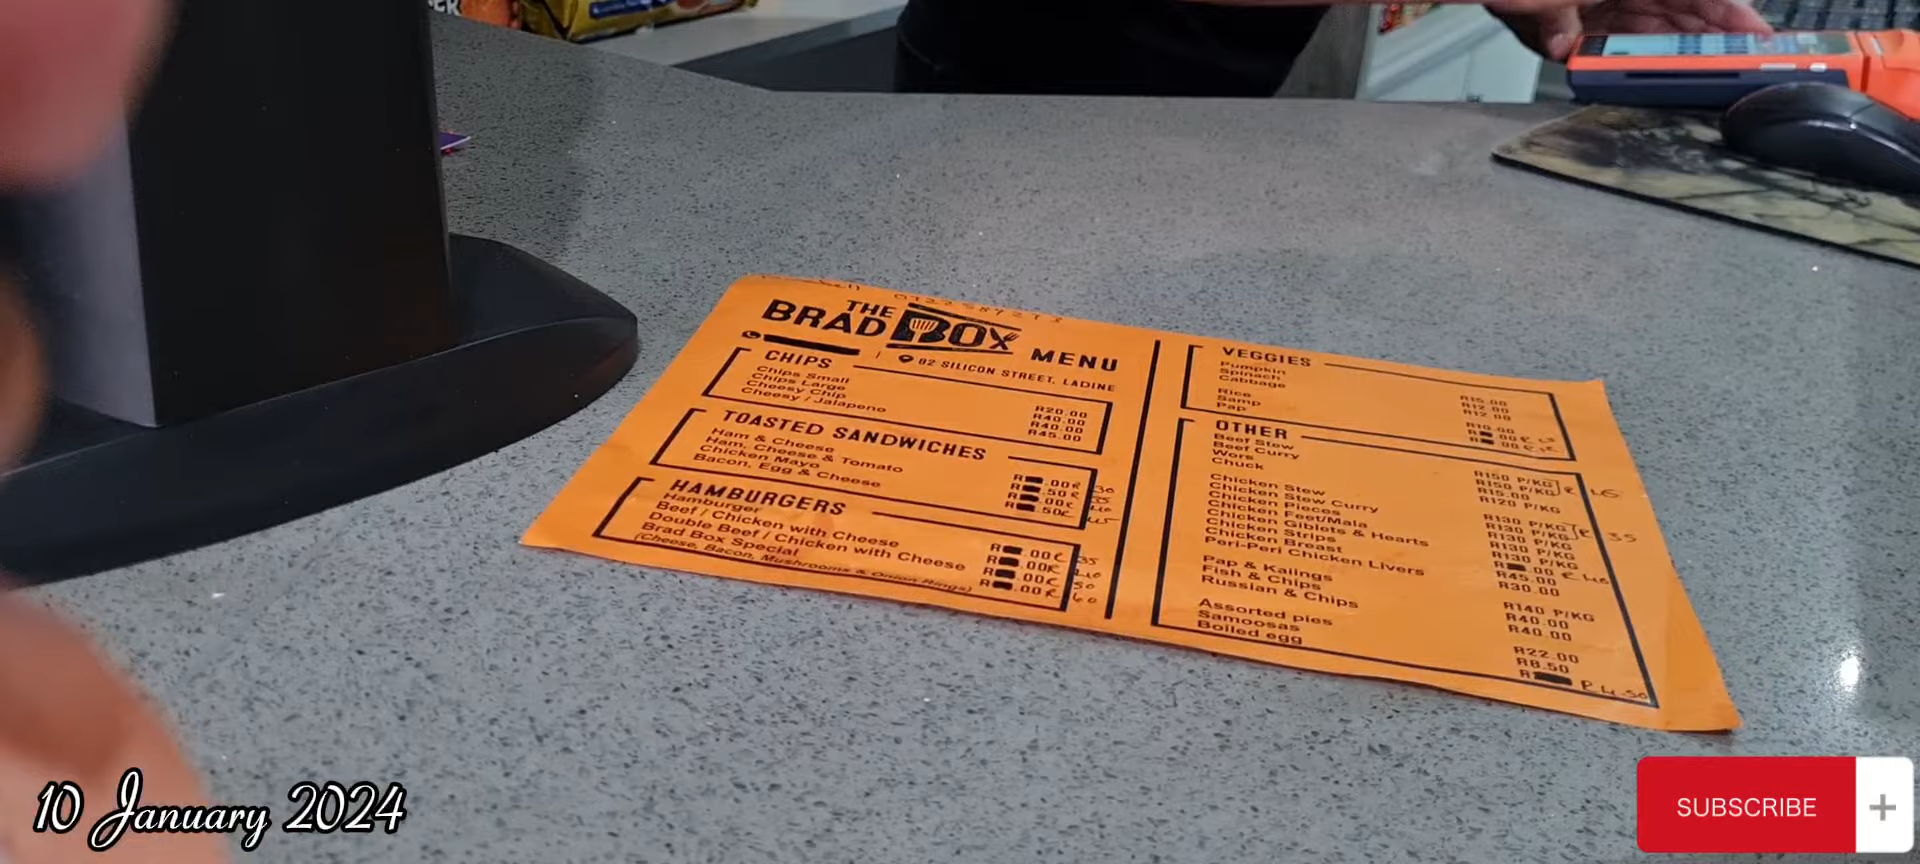 THE
BRAD BOX MENU
82 SILICON STREET, LADINE
CHIPS
Chips Small R20.00
Chips Large R40.00
Cheesy Chip R40.00
Cheesy / Jalapeno R45.00
TOASTED SANDWICHES
Ham & Cheese
Ham, Cheese & Tomato
Chicken Mayo
Bacon, Egg & Cheese
HAMBURGERS
Hamburger
Beef / Chicken with Cheese
Double Beef / Chicken with Cheese
Brad Box Special
(Cheese, Bacon, Mushrooms & Onion Rings)
VEGGIES
Pumpkin R15.00
Spinach R12.00
Cabbage R12.00
Rice R10.00
Samp
Pap
OTHER
Beef Stew R150 P/KG
Beef Curry R150 P/KG
Wors R15.00
Chuck R120 P/KG
Chicken Stew R130 P/KG
Chicken Stew Curry R130 P/KG
Chicken Pieces R130 P/KG
Chicken Feet/Mala R130 P/KG
Chicken Giblets & Hearts
Chicken Strips
Chicken Breast R45.00
Peri-Peri Chicken Livers R30.00
Pap & Kaiings R140 P/KG
Fish & Chips R40.00
Russian & Chips R40.00
Assorted pies R22.00
Samoosas R8.50
Boiled egg R4.50
10 January 2024
SUBSCRIBE +